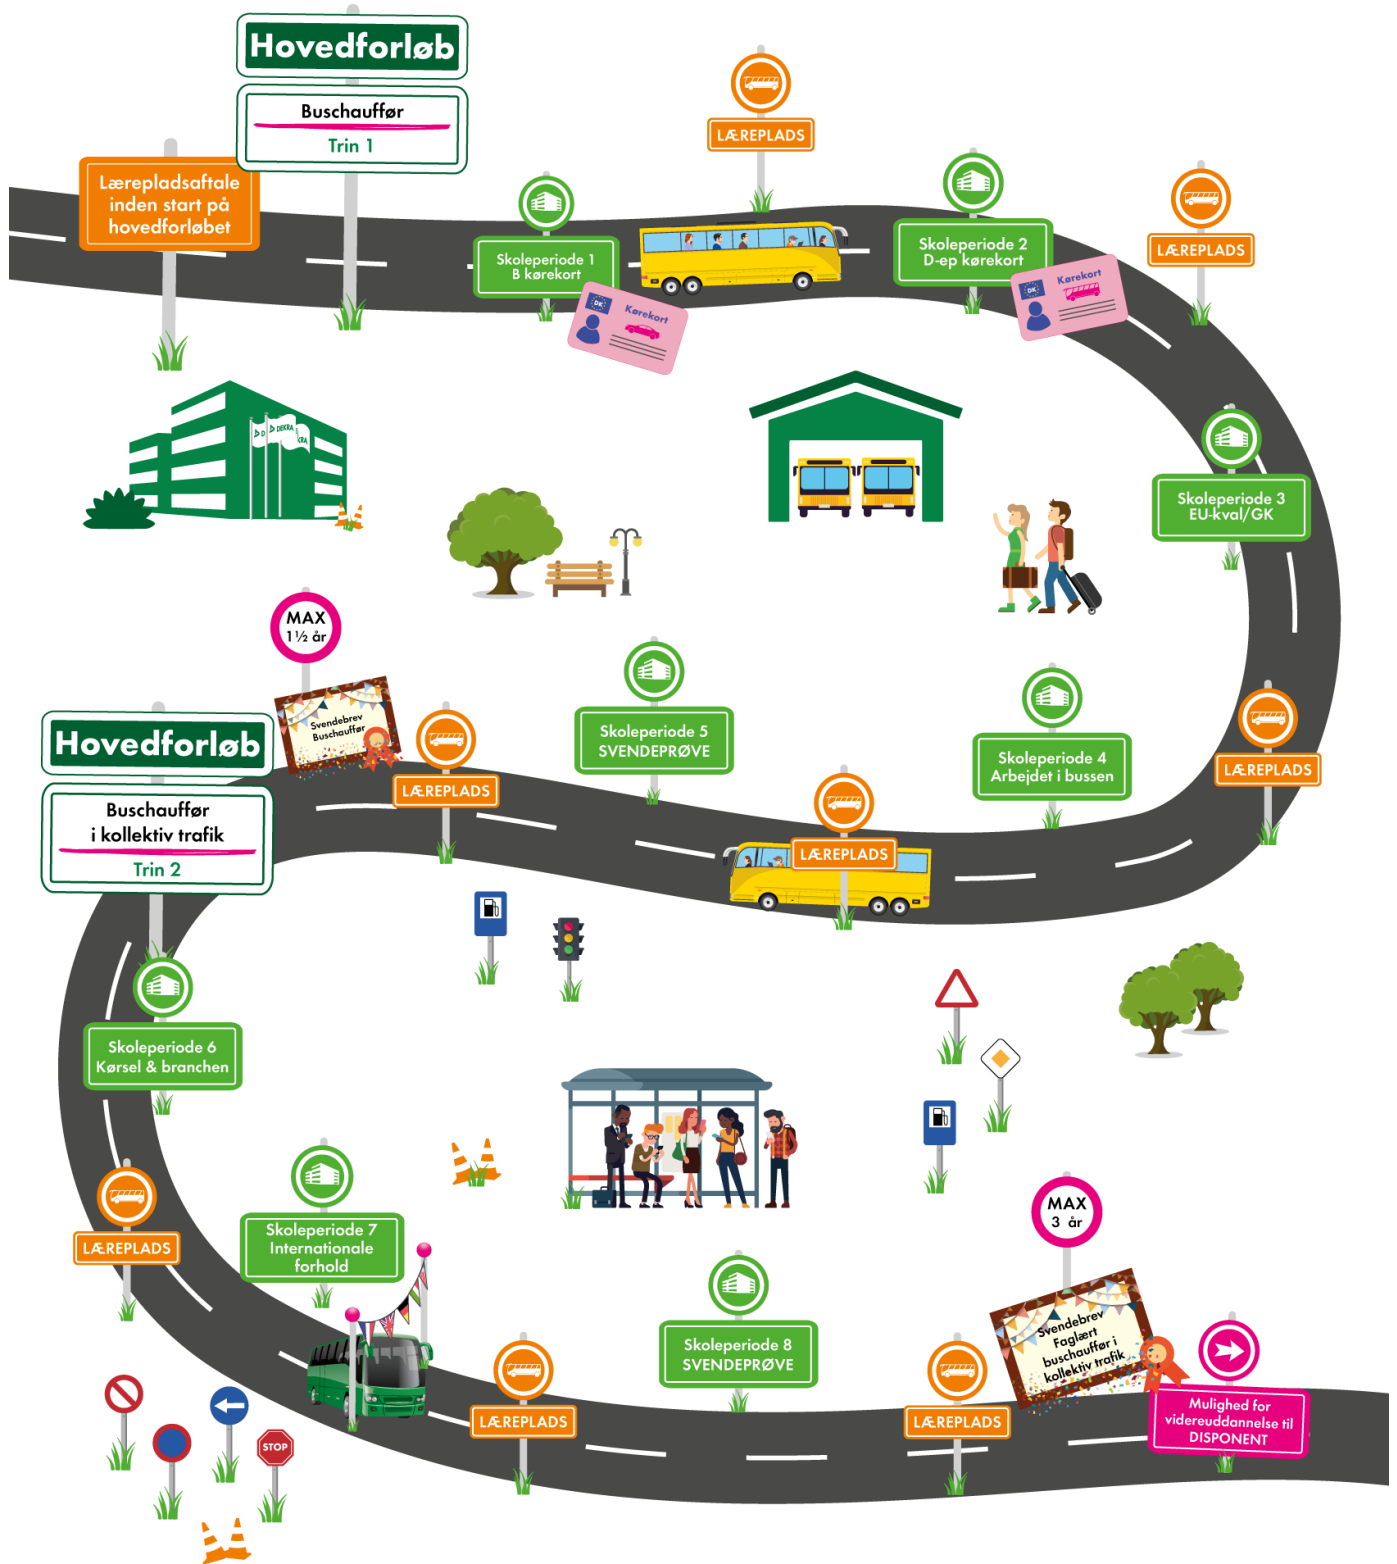 Hovedforløb
Buschauffør
Trin 1
Lærepladsaftale
inden start på
hovedforløbet
Skoleperiode 1
B kørekort
DK
Kørekort
LÆREPLADS
Skoleperiode 2
D-ep kørekort
DK
Kørekort
LÆREPLADS
DEKRA
Skoleperiode 3
EU-kval/GK
LÆREPLADS
Skoleperiode 4
Arbejdet i bussen
LÆREPLADS
Skoleperiode 5
SVENDEPRØVE
LÆREPLADS
MAX
1½ år
Svendebrev
Buschauffør
Hovedforløb
Buschauffør
i kollektiv trafik
Trin 2
Skoleperiode 6
Kørsel & branchen
LÆREPLADS
Skoleperiode 7
Internationale
forhold
LÆREPLADS
STOP
Skoleperiode 8
SVENDEPRØVE
LÆREPLADS
MAX
3 år
Svendebrev
Faglært
buschauffør i
kollektiv trafik
Mulighed for
videreuddannelse til
DISPONENT